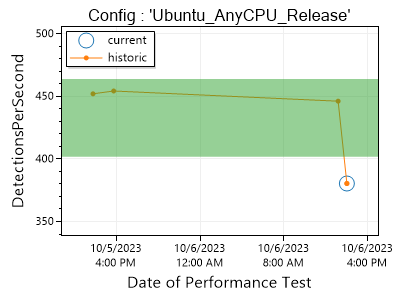 Config : 'Ubuntu_AnyCPU_Release'
500
450
400
350
DetectionsPerSecond
current
historic
10/5/2023
4:00 PM
10/6/2023
12:00 AM
10/6/2023
8:00 AM
10/6/2023
4:00 PM
Date of Performance Test